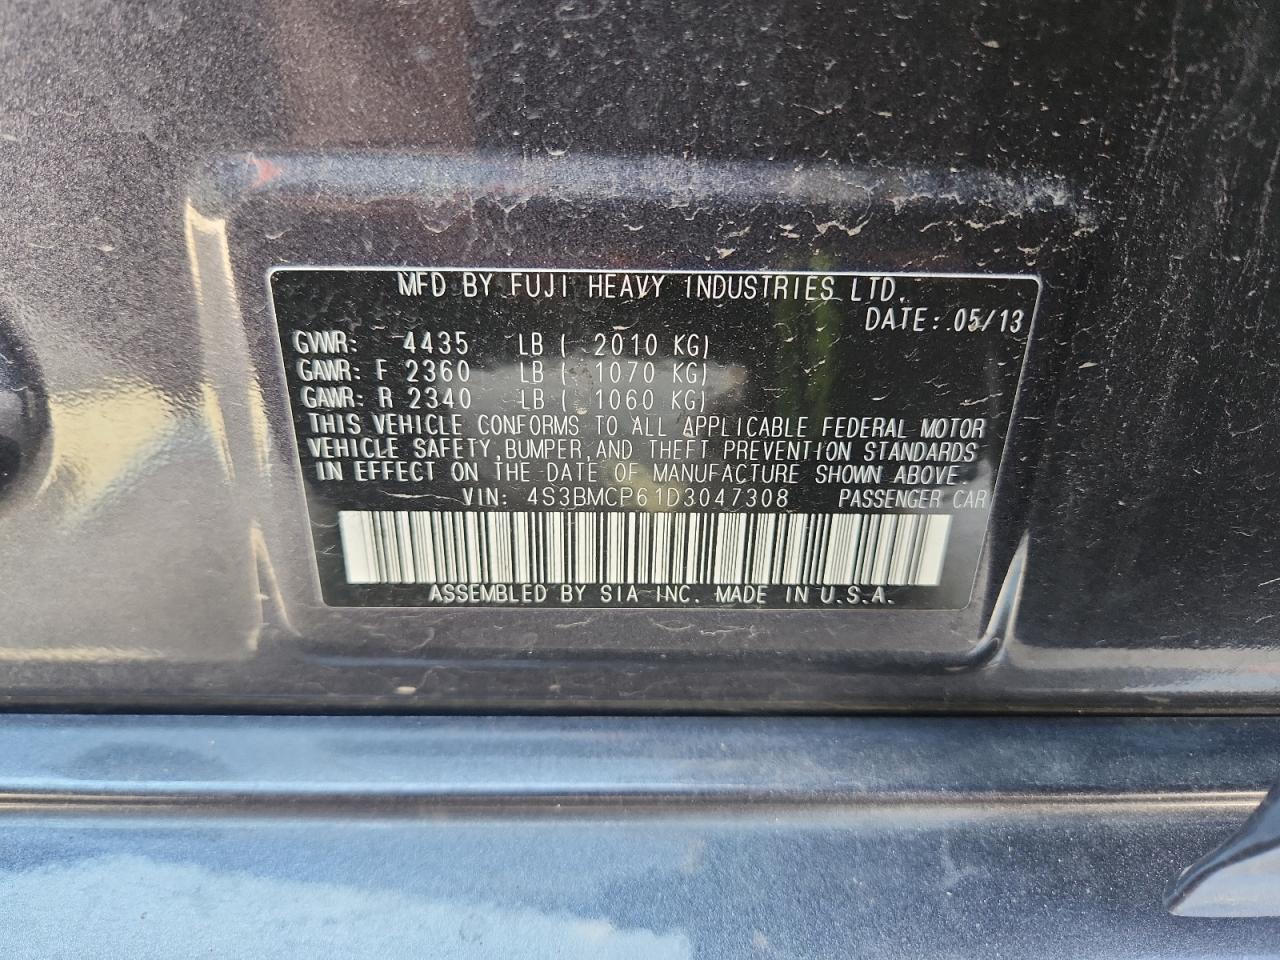 MFD BY FUJI HEAVY INDUSTRIES LTD.
DATE: 05/13
GVWR: 4435 LB ( 2010 KG)
GAWR: F 2360 LB ( 1070 KG)
GAWR: R 2340 LB ( 1060 KG)
THIS VEHICLE CONFORMS TO ALL APPLICABLE FEDERAL MOTOR
VEHICLE SAFETY, BUMPER, AND THEFT PREVENTION STANDARDS
IN EFFECT ON THE DATE OF MANUFACTURE SHOWN ABOVE.
VIN: 4S3BMCP61D3047308 PASSENGER CAR
ASSEMBLED BY SIA INC. MADE IN U.S.A.